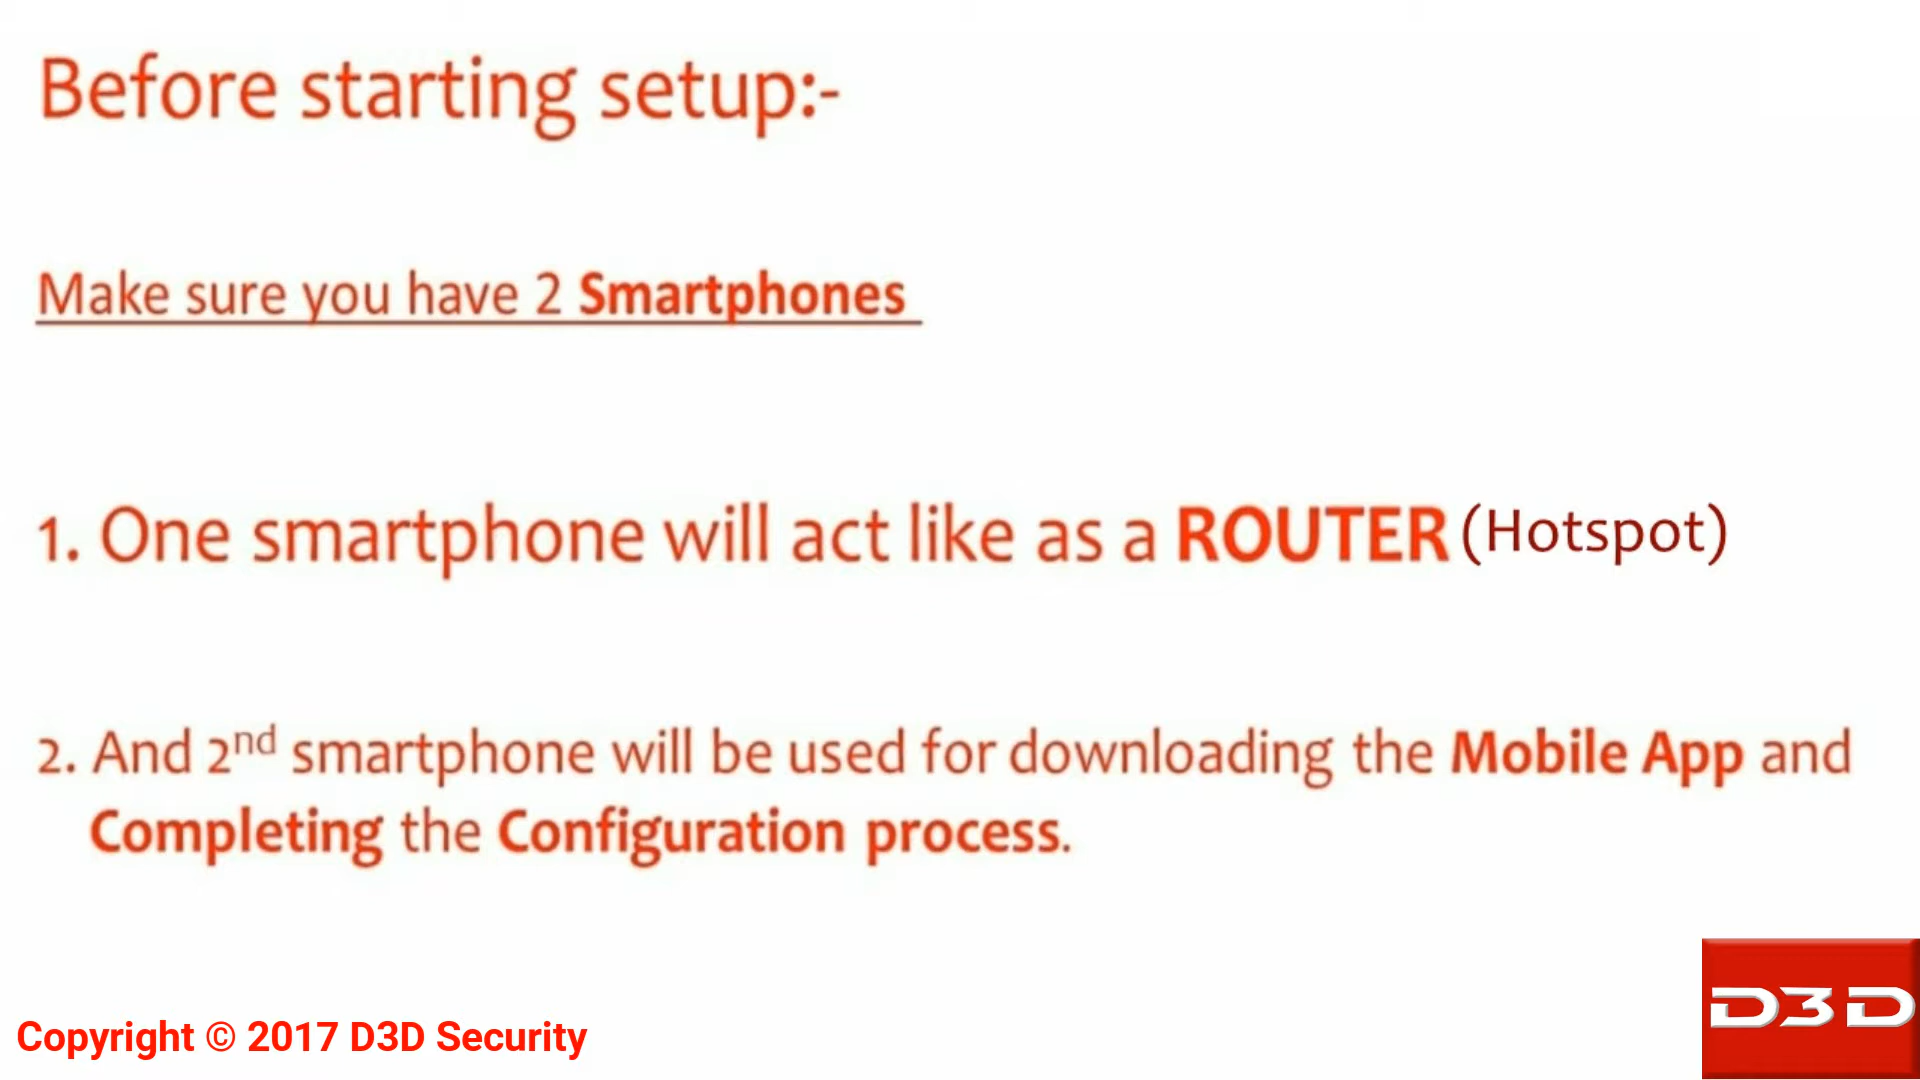 Before starting setup:-
Make sure you have 2 Smartphones
1. One smartphone will act like as a ROUTER (Hotspot)
2. And 2nd smartphone will be used for downloading the Mobile App and
Completing the Configuration process.
Copyright © 2017 D3D Security
D3D